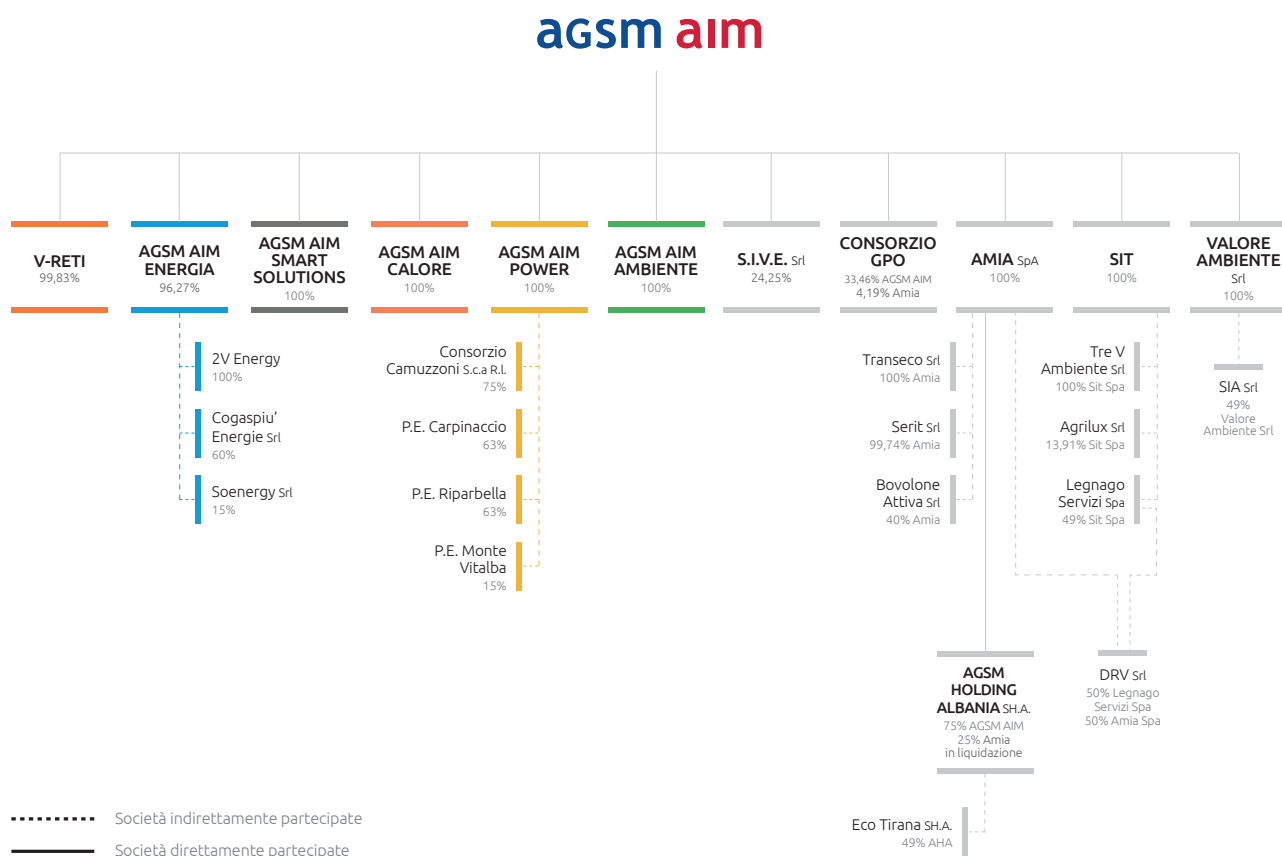 aGsm aim
V-RETI
99,83%
AGSM AIM
ENERGIA
96,27%
AGSM AIM
SMART
SOLUTIONS
100%
AGSM AIM
CALORE
100%
AGSM AIM
POWER
100%
AGSM AIM
AMBIENTE
100%
S.I.V.E. Srl
24,25%
CONSORZIO
GPO
33,46% AGSM AIM
4,19% Amia
AMIA SpA
100%
SIT
100%
VALORE
AMBIENTE
Srl
100%
2V Energy
100%
Cogaspiu'
Energie Srl
60%
Soenergy Srl
15%
Consorzio
Camuzzoni S.c.a R.l.
75%
P.E. Carpinaccio
63%
P.E. Riparbella
63%
P.E. Monte
Vitalba
15%
Transeco Srl
100% Amia
Serit Srl
99,74% Amia
Bovolone
Attiva Srl
40% Amia
Tre V
Ambiente Srl
100% Sit Spa
Agrilux Srl
13,91% Sit Spa
Legnago
Servizi Spa
49% Sit Spa
SIA Srl
49%
Valore
Ambiente Srl
AGSM
HOLDING
ALBANIA SH.A.
75% AGSM AIM
25% Amia
in liquidazione
DRV Srl
50% Legnago
Servizi Spa
50% Amia Spa
Eco Tirana SH.A.
49% AHA
Società indirettamente partecipate
Società direttamente partecipate